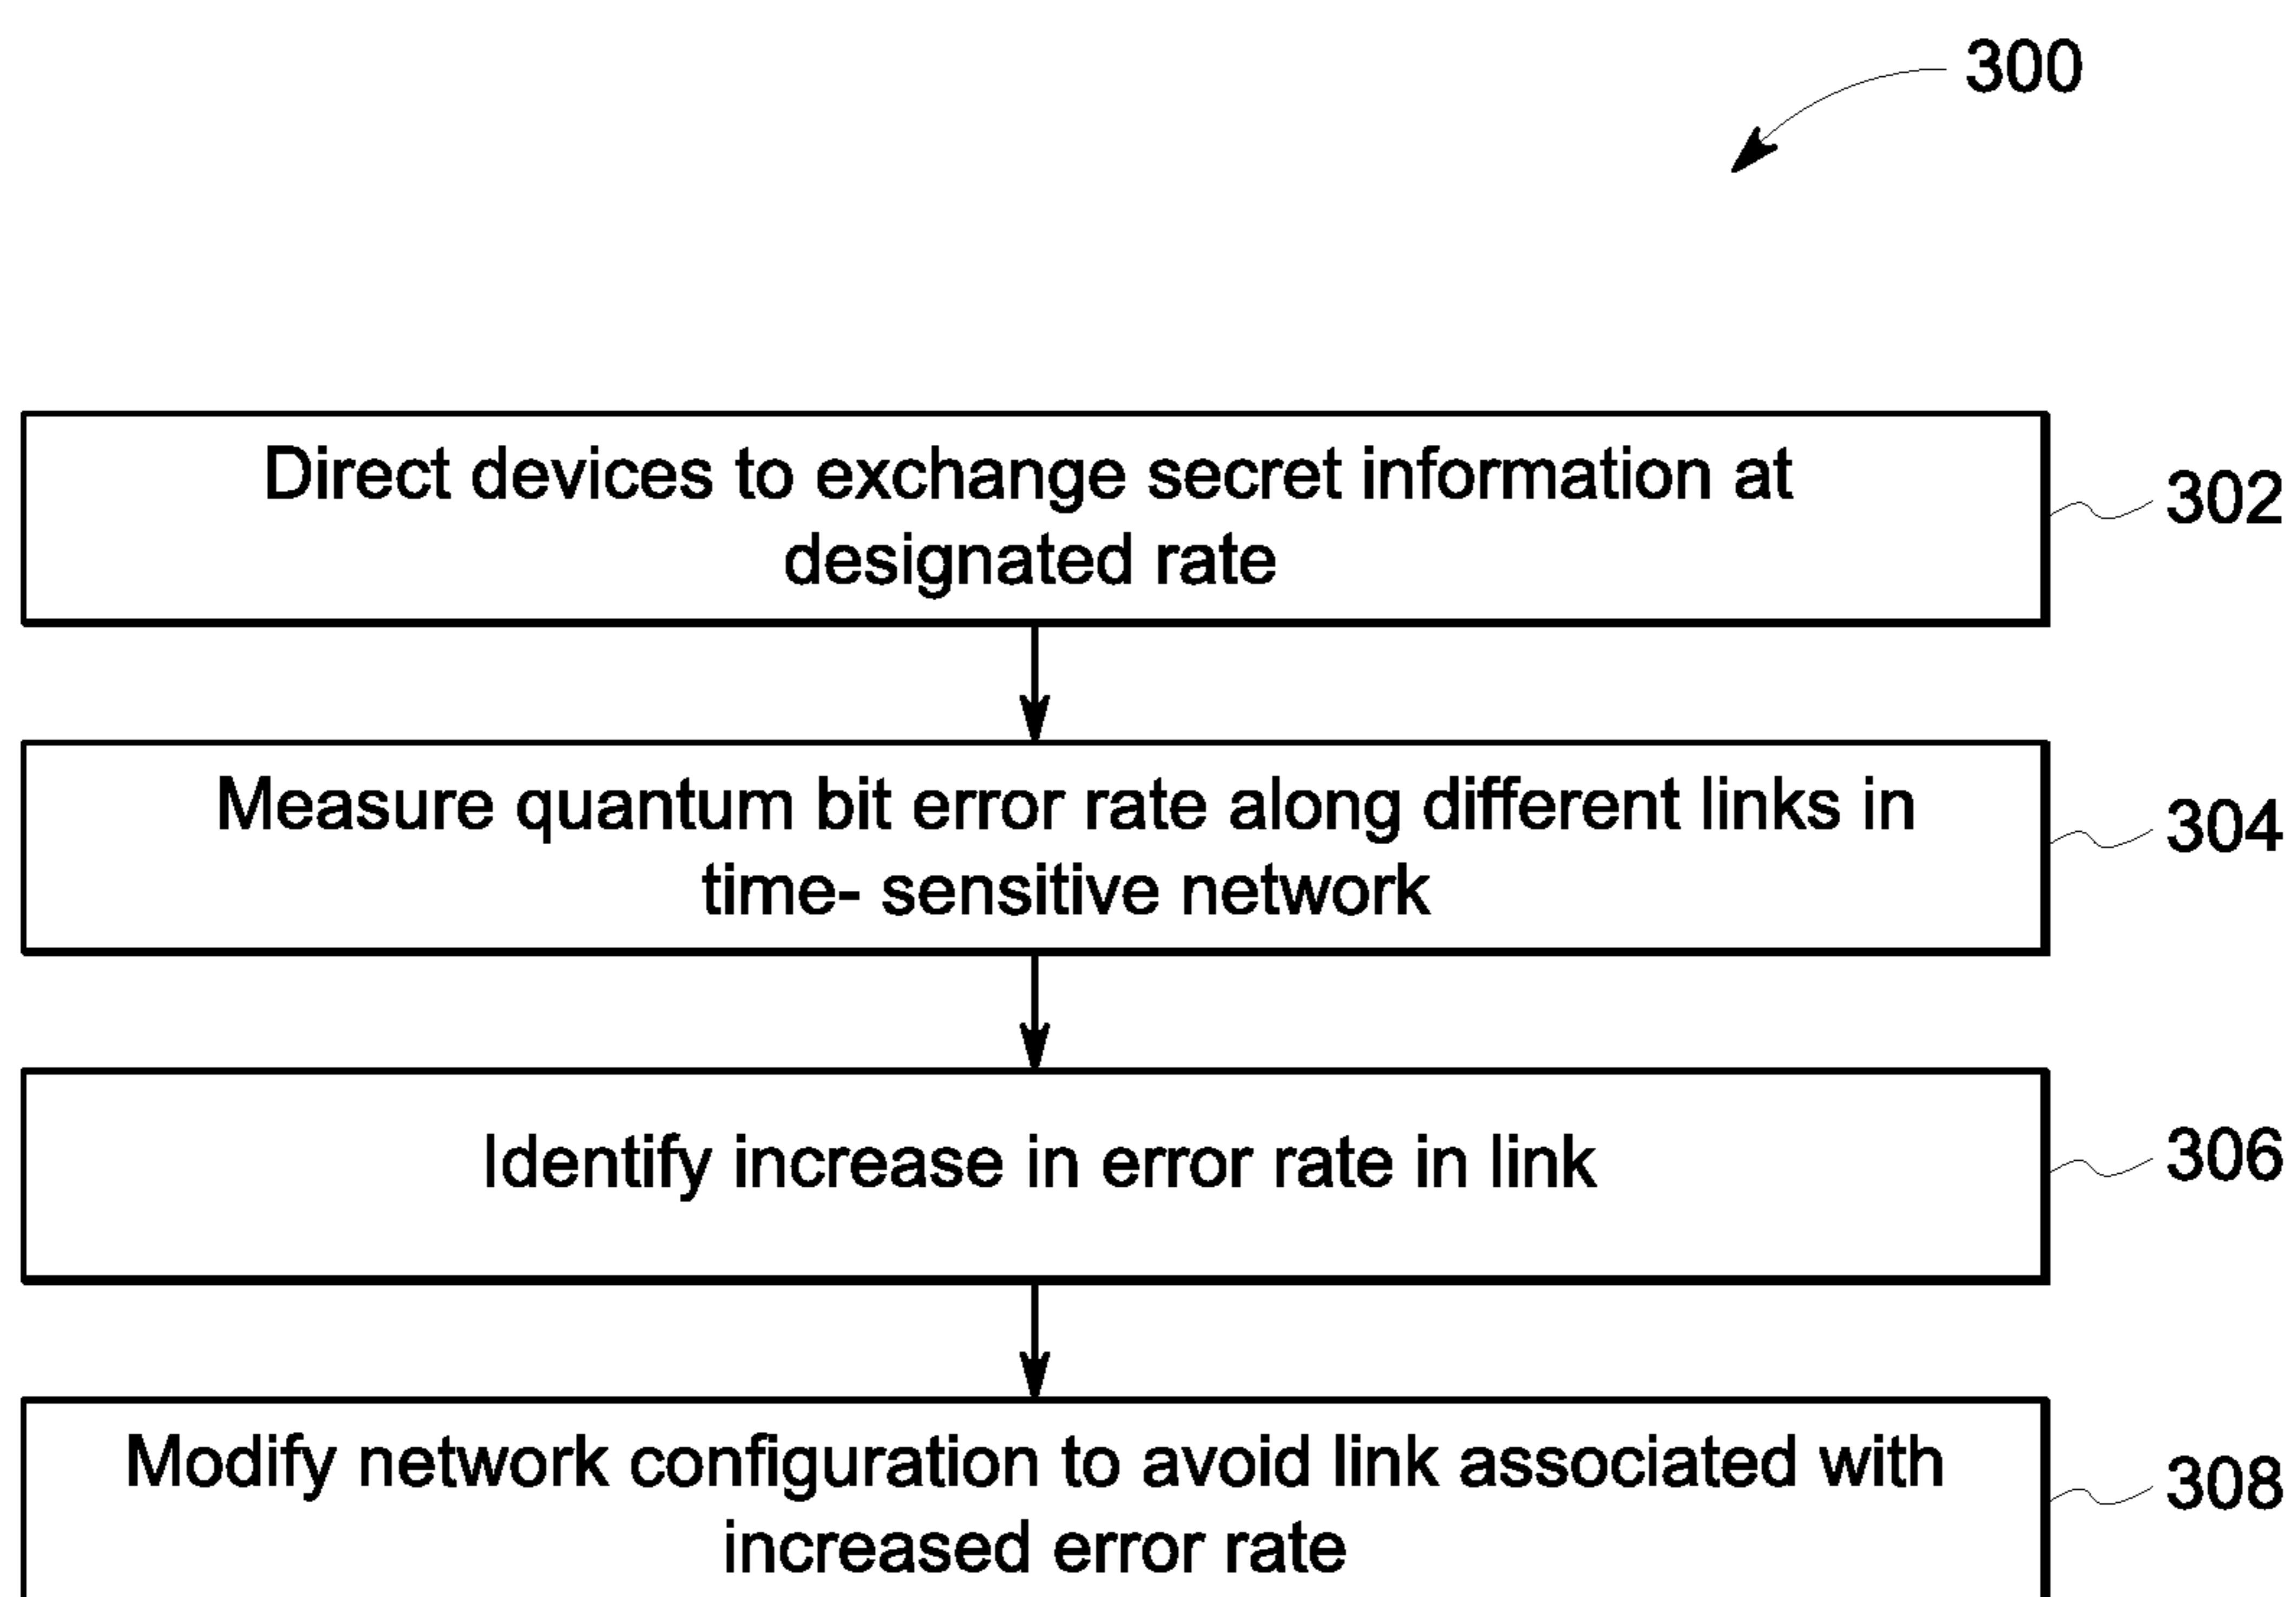 300
Direct devices to exchange secret information at
designated rate
302
Measure quantum bit error rate along different links in
time- sensitive network
304
Identify increase in error rate in link
306
Modify network configuration to avoid link associated with
increased error rate
308